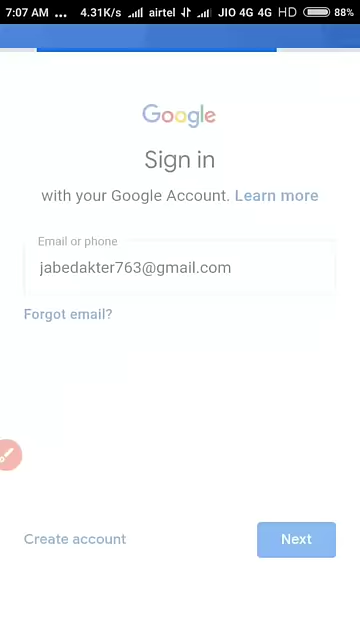 7:07 AM ... 4.31K/s airtel JIO 4G 4G HD 88%
Google
Sign in
with your Google Account. Learn more
Email or phone
jabedakter763@gmail.com
Forgot email?
Create account
Next